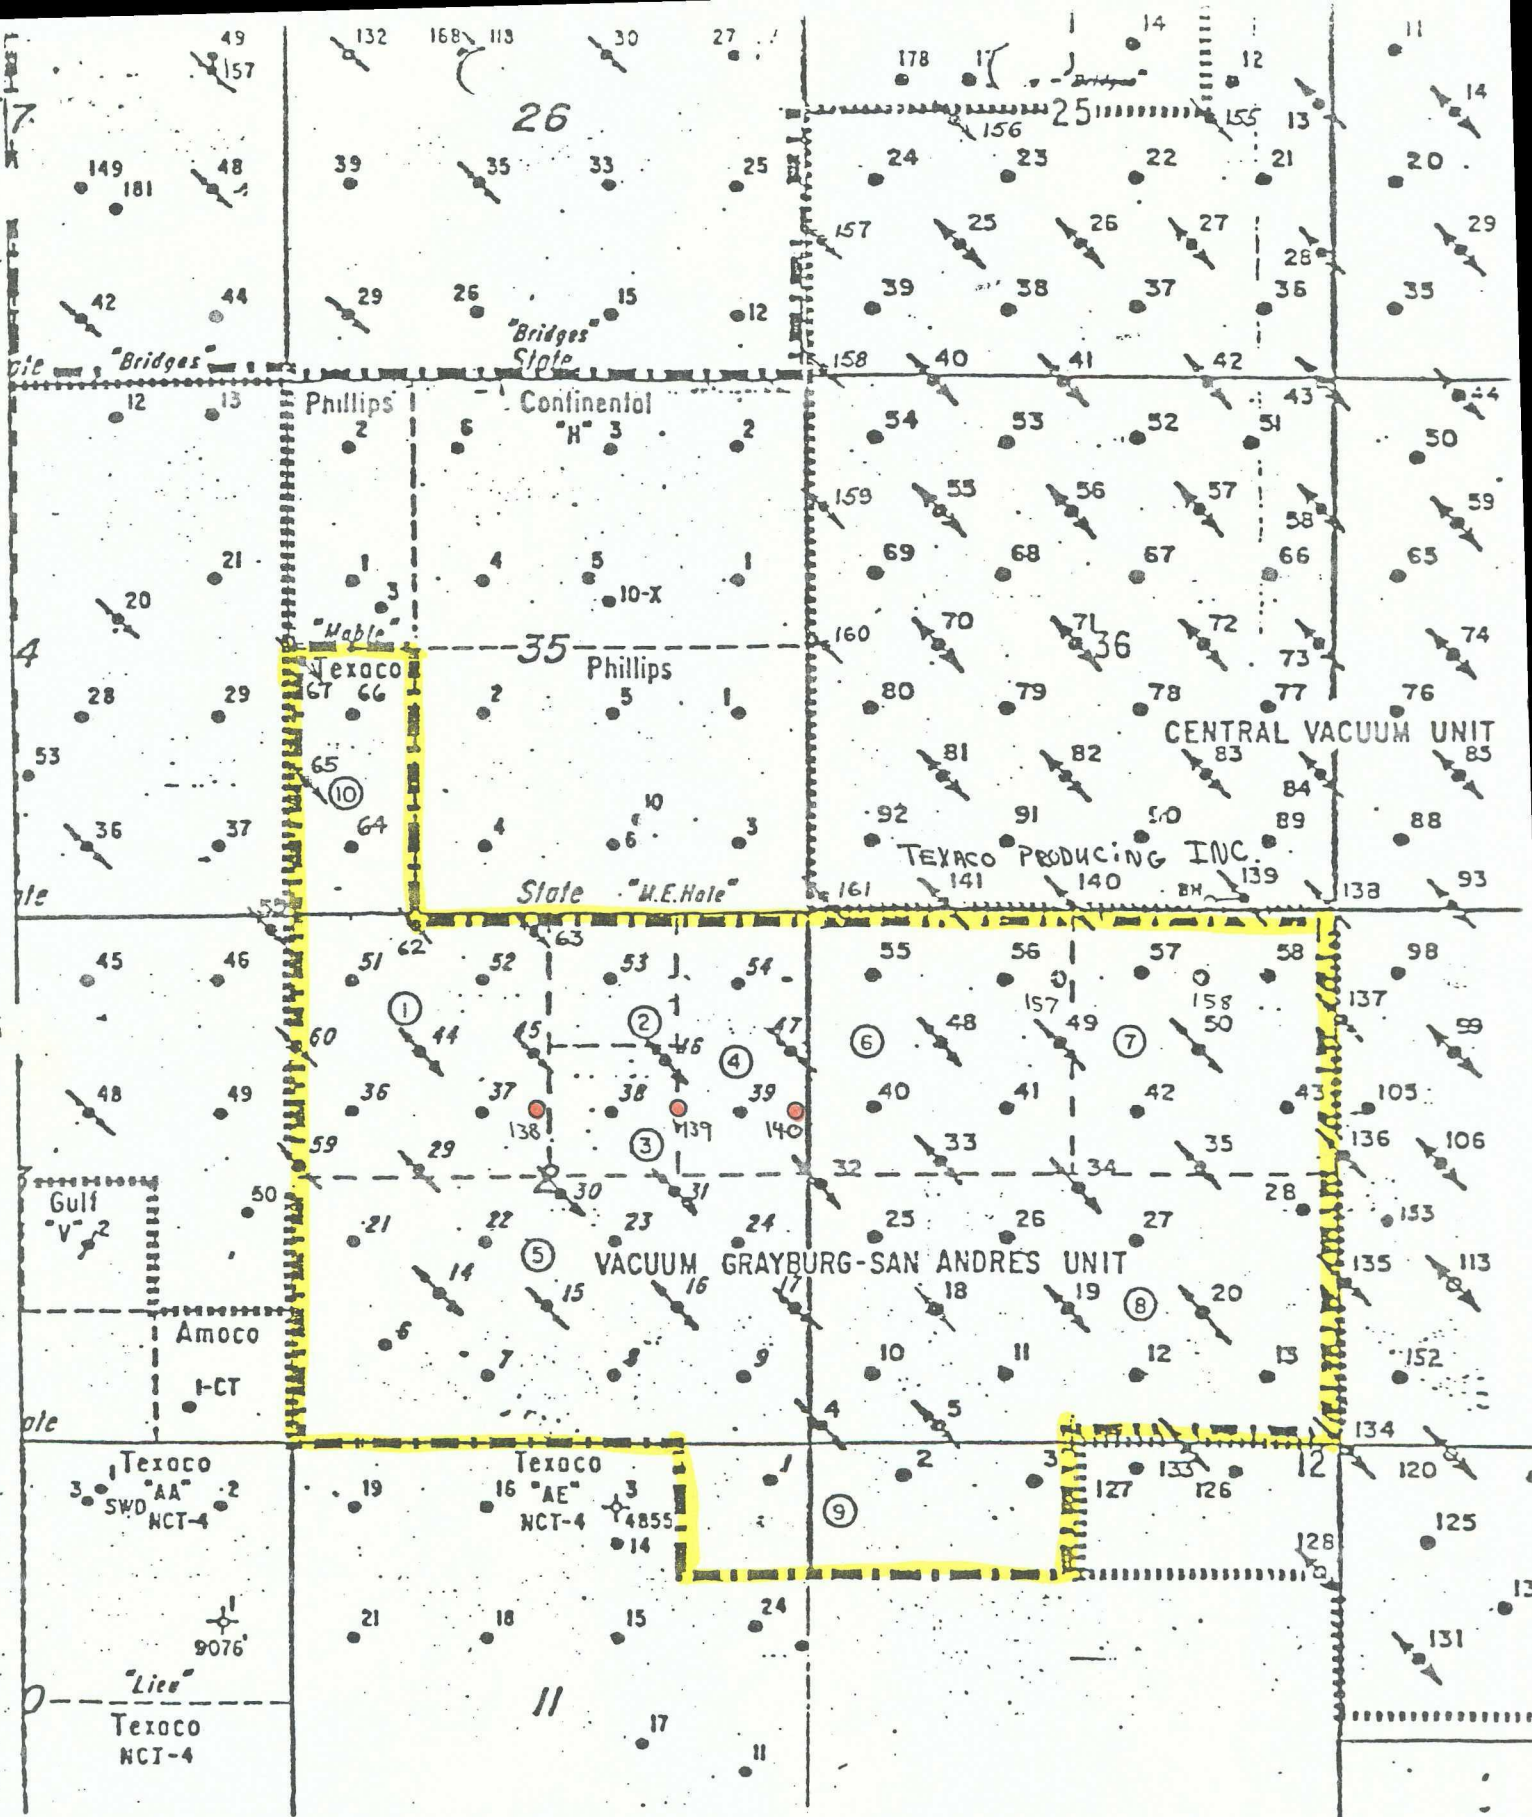 49 132 168 113 30 27 14 11
157 178 17 12
"Bridges"
7 26 25 13 14
156 155
149 48 39 35 33 25 24 23 22 21 20
181
157 25 26 27 28 29
42 44 29 26 15 12 39 38 37 36 35
"Bridges"
State
"Bridges" 158 40 41 42 43 44
Phillips Continental
"H"
12 13 2 6 3 2 54 53 52 51 50
159 55 56 57 58 59
21 1 4 5 1 69 68 67 66 65
3 10-X
20
"Mable" 160 70 71 72 73 74
4 35 36
Texaco Phillips
67 66
28 29 2 5 1 80 79 78 77 76
CENTRAL VACUUM UNIT
53 65 10 81 82 83 84 85
10
36 37 64 4 6 3 92 91 90 89 88
TEXACO PRODUCING INC.
State "M.E. Hale" 161 141 140 BH 139 138 93
62 63
45 46 51 52 53 54 55 56 57 58 98
157 158 137
1 2
60 44 45 46 4 47 6 48 49 7 50 99
48 49 36 37 38 39 40 41 42 43 105
138 139 140
3
59 29 33 35 136 106
2 30 31 32 34
Gulf
"V" 2
50 28 153
21 22 23 24 25 26 27
5 VACUUM GRAYBURG-SAN ANDRES UNIT
14 15 16 17 18 19 8 20 135 113
Amoco
6
7 8 9 10 11 12 13 152
1-CT
4 5
134
Texaco Texaco
1 "AA" 2 19 16 "AE" 3 1 2 3 127 133 126 12 120
3 SWD
NCT-4 NCT-4 4855
14 9
128 125
1
9076'
21 18 15 24
131
"Lieu"
Texaco
NCT-4
11
17
11